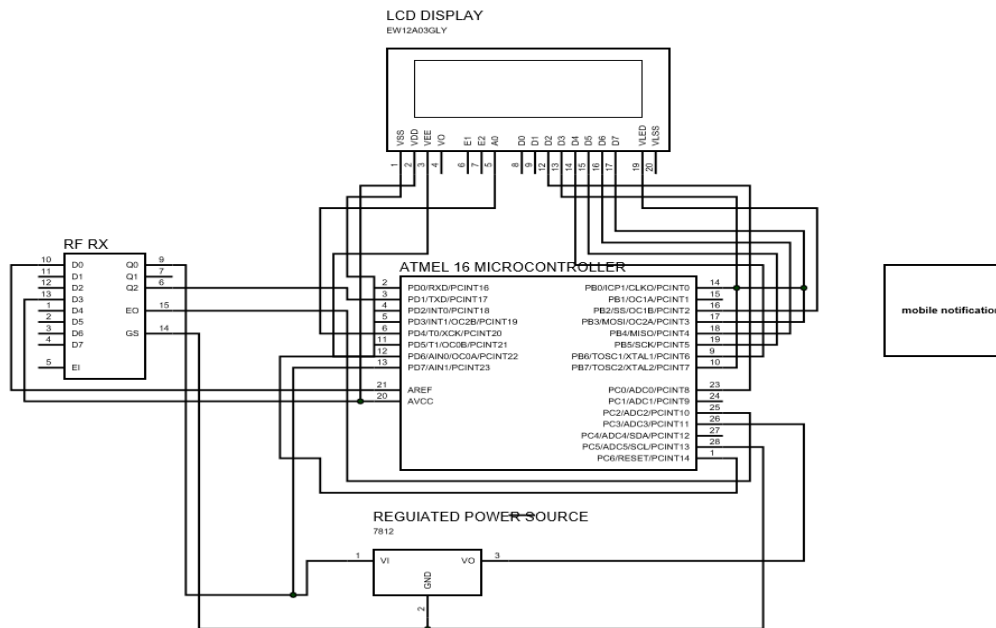 LCD DISPLAY
EW12A03GLY
VSS VDD VEE VO E1 E2 A0 D0 D1 D2 D3 D4 D5 D6 D7 VLED VLSS
1 2 3 4 6 7 5 8 9 12 13 14 15 16 17 19 20
RF RX
10 D0 Q0 9
11 D1 Q1 7
12 D2 Q2 6
13 D3
1 D4 EO 15
2 D5
3 D6 GS 14
4 D7
5 EI
ATMEL 16 MICROCONTROLLER
2 PD0/RXD/PCINT16 PB0/ICP1/CLKO/PCINT0 14
3 PD1/TXD/PCINT17 PB1/OC1A/PCINT1 15
4 PD2/INT0/PCINT18 PB2/SS/OC1B/PCINT2 16
5 PD3/INT1/OC2B/PCINT19 PB3/MOSI/OC2A/PCINT3 17
6 PD4/T0/XCK/PCINT20 PB4/MISO/PCINT4 18
11 PD5/T1/OC0B/PCINT21 PB5/SCK/PCINT5 19
12 PD6/AIN0/OC0A/PCINT22 PB6/TOSC1/XTAL1/PCINT6 9
13 PD7/AIN1/PCINT23 PB7/TOSC2/XTAL2/PCINT7 10
21 AREF PC0/ADC0/PCINT8 23
20 AVCC PC1/ADC1/PCINT9 24
PC2/ADC2/PCINT10 25
PC3/ADC3/PCINT11 26
PC4/ADC4/SDA/PCINT12 27
PC5/ADC5/SCL/PCINT13 28
PC6/RESET/PCINT14 1
mobile notification
REGUIATED POWER SOURCE
7812
1 VI VO 3
GND
2